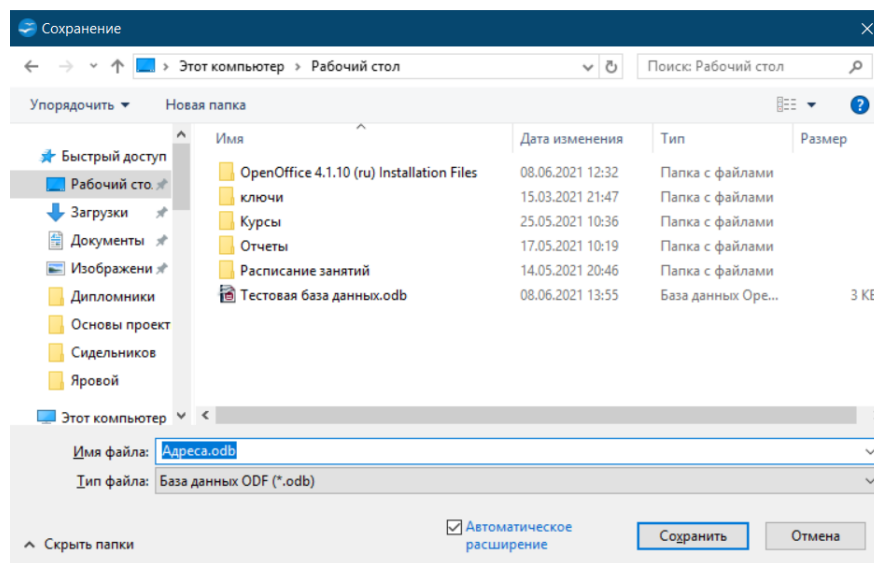 Сохранение
Этот компьютер › Рабочий стол
Поиск: Рабочий стол
Упорядочить
Новая папка
Имя Дата изменения Тип Размер
Быстрый доступ
Рабочий сто.
Загрузки
Документы
Изображени
Дипломники
Основы проект
Сидельников
Яровой
Этот компьютер
OpenOffice 4.1.10 (ru) Installation Files 08.06.2021 12:32 Папка с файлами
ключи 15.03.2021 21:47 Папка с файлами
Курсы 25.05.2021 10:36 Папка с файлами
Отчеты 17.05.2021 10:19 Папка с файлами
Расписание занятий 14.05.2021 20:46 Папка с файлами
Тестовая база данных.odb 08.06.2021 13:55 База данных Ope... 3 КБ
Имя файла: Адреса.odb
Тип файла: База данных ODF (*.odb)
Автоматическое
расширение
Сохранить
Отмена
Скрыть папки